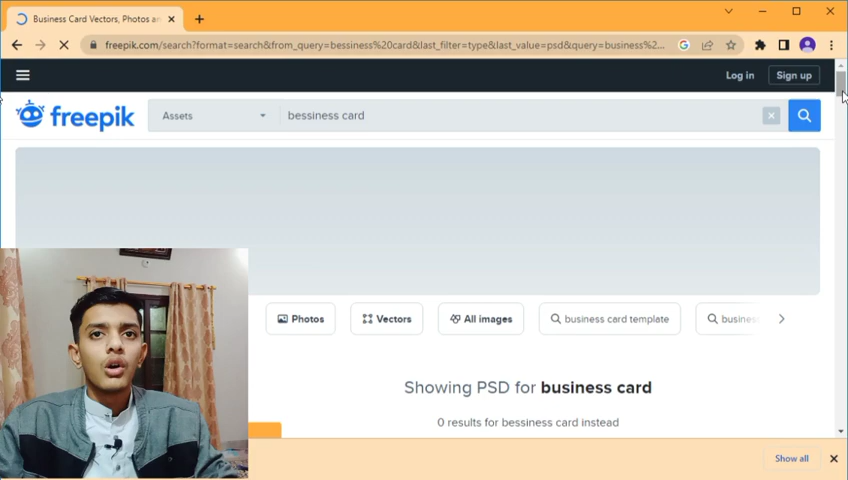 Business Card Vectors, Photos an
freepik.com/search?format=search&from_query=bessiness%20card&last_filter=type&last_value=psd&query=business%2...
Log in
Sign up
freepik
Assets
bessiness card
Photos
Vectors
All images
business card template
busines
Showing PSD for business card
0 results for bessiness card instead
Show all